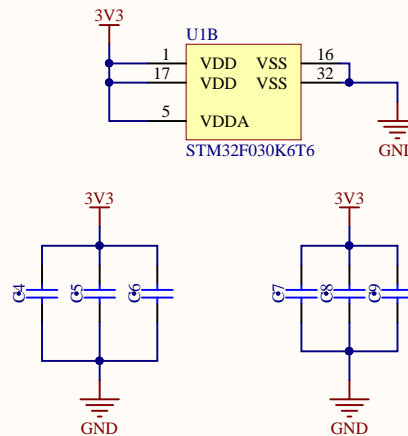 3V3
U1B
1 VDD VSS 16
17 VDD VSS 32
5 VDDA
STM32F030K6T6
GND
3V3
3V3
C4 C5 C6
C7 C8 C9
GND
GND